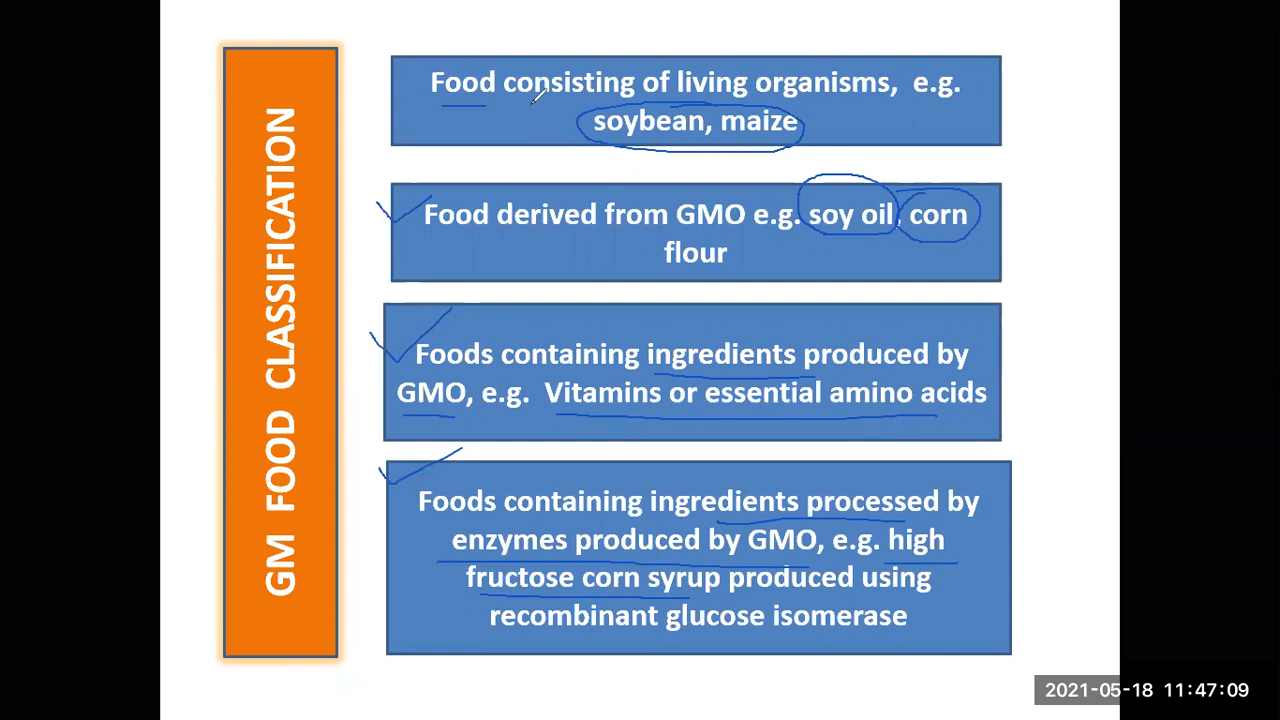 GM FOOD CLASSIFICATION
Food consisting of living organisms, e.g.
soybean, maize
Food derived from GMO e.g. soy oil, corn
flour
Foods containing ingredients produced by
GMO, e.g. Vitamins or essential amino acids
Foods containing ingredients processed by
enzymes produced by GMO, e.g. high
fructose corn syrup produced using
recombinant glucose isomerase
2021-05-18 11:47:09